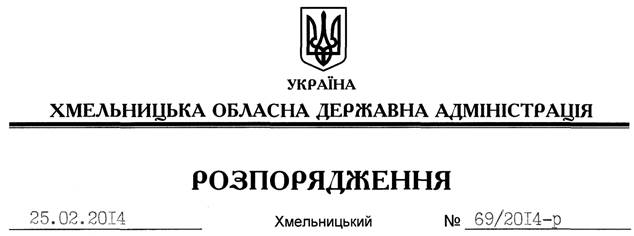 УКРАЇНА
ХМЕЛЬНИЦЬКА ОБЛАСНА ДЕРЖАВНА АДМІНІСТРАЦІЯ
РОЗПОРЯДЖЕННЯ
25.02.2014 Хмельницький № 69/2014-р